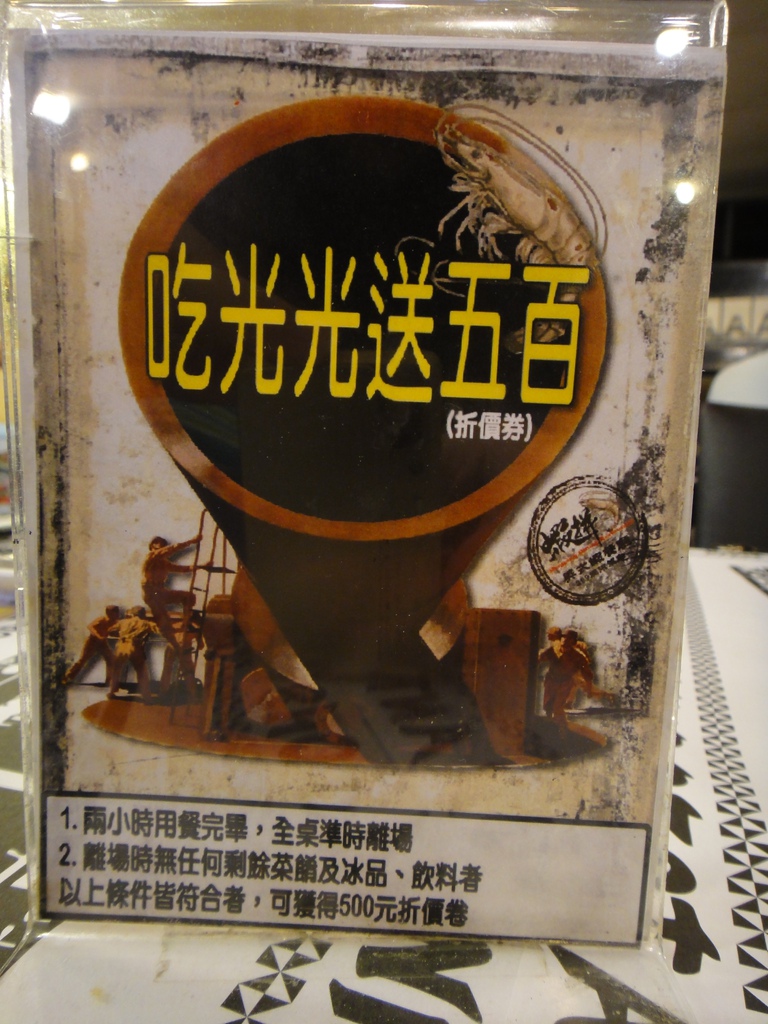 吃光光送五百
(折價券)
1. 兩小時用餐完畢，全桌準時離場
2. 離場時無任何剩餘菜餚及冰品、飲料者
以上條件皆符合者，可獲得500元折價卷